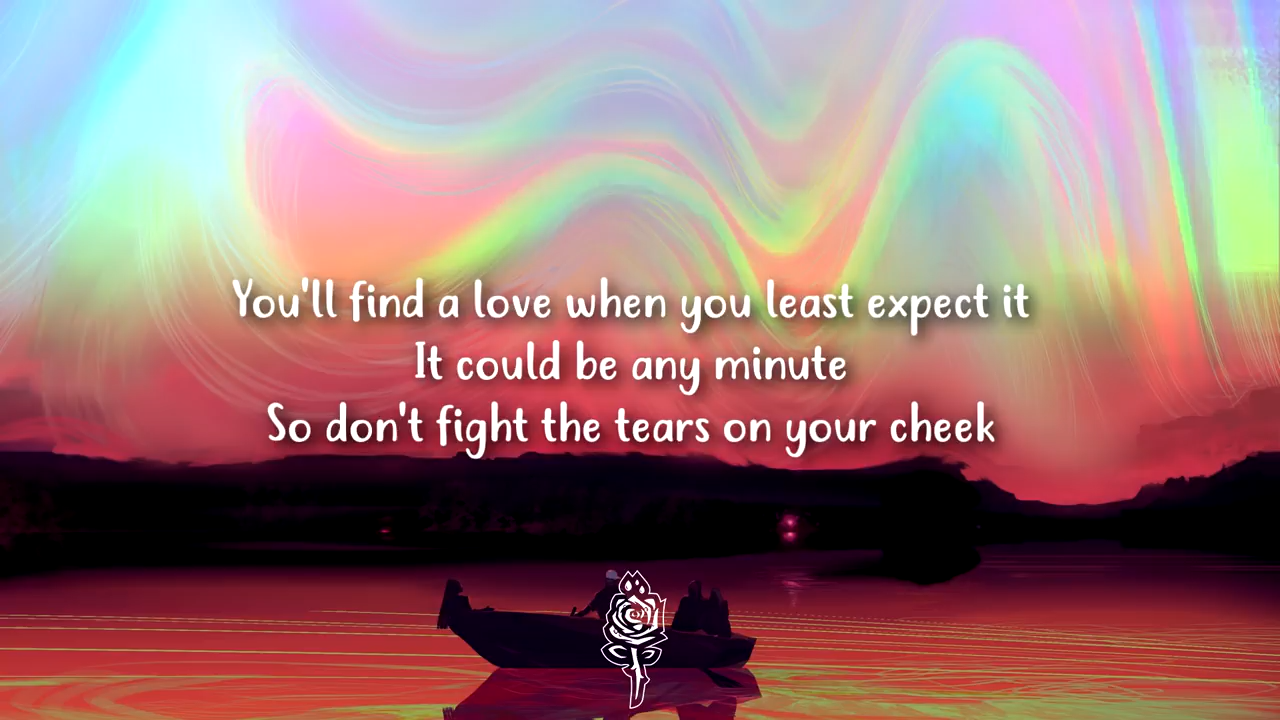 You'll find a love when you least expect it
It could be any minute
So don't fight the tears on your cheek